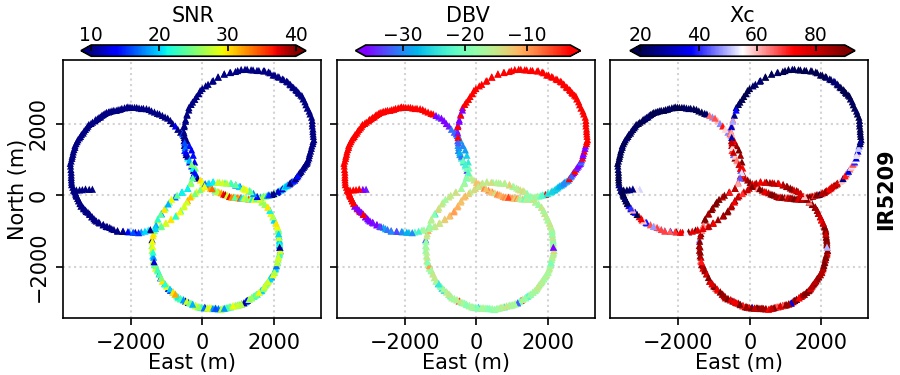 SNR DBV Xc
10 20 30 40 −30 −20 −10 20 40 60 80
North (m)
2000
0
−2000
−2000 0 2000 −2000 0 2000 −2000 0 2000
East (m) East (m) East (m)
IR5209